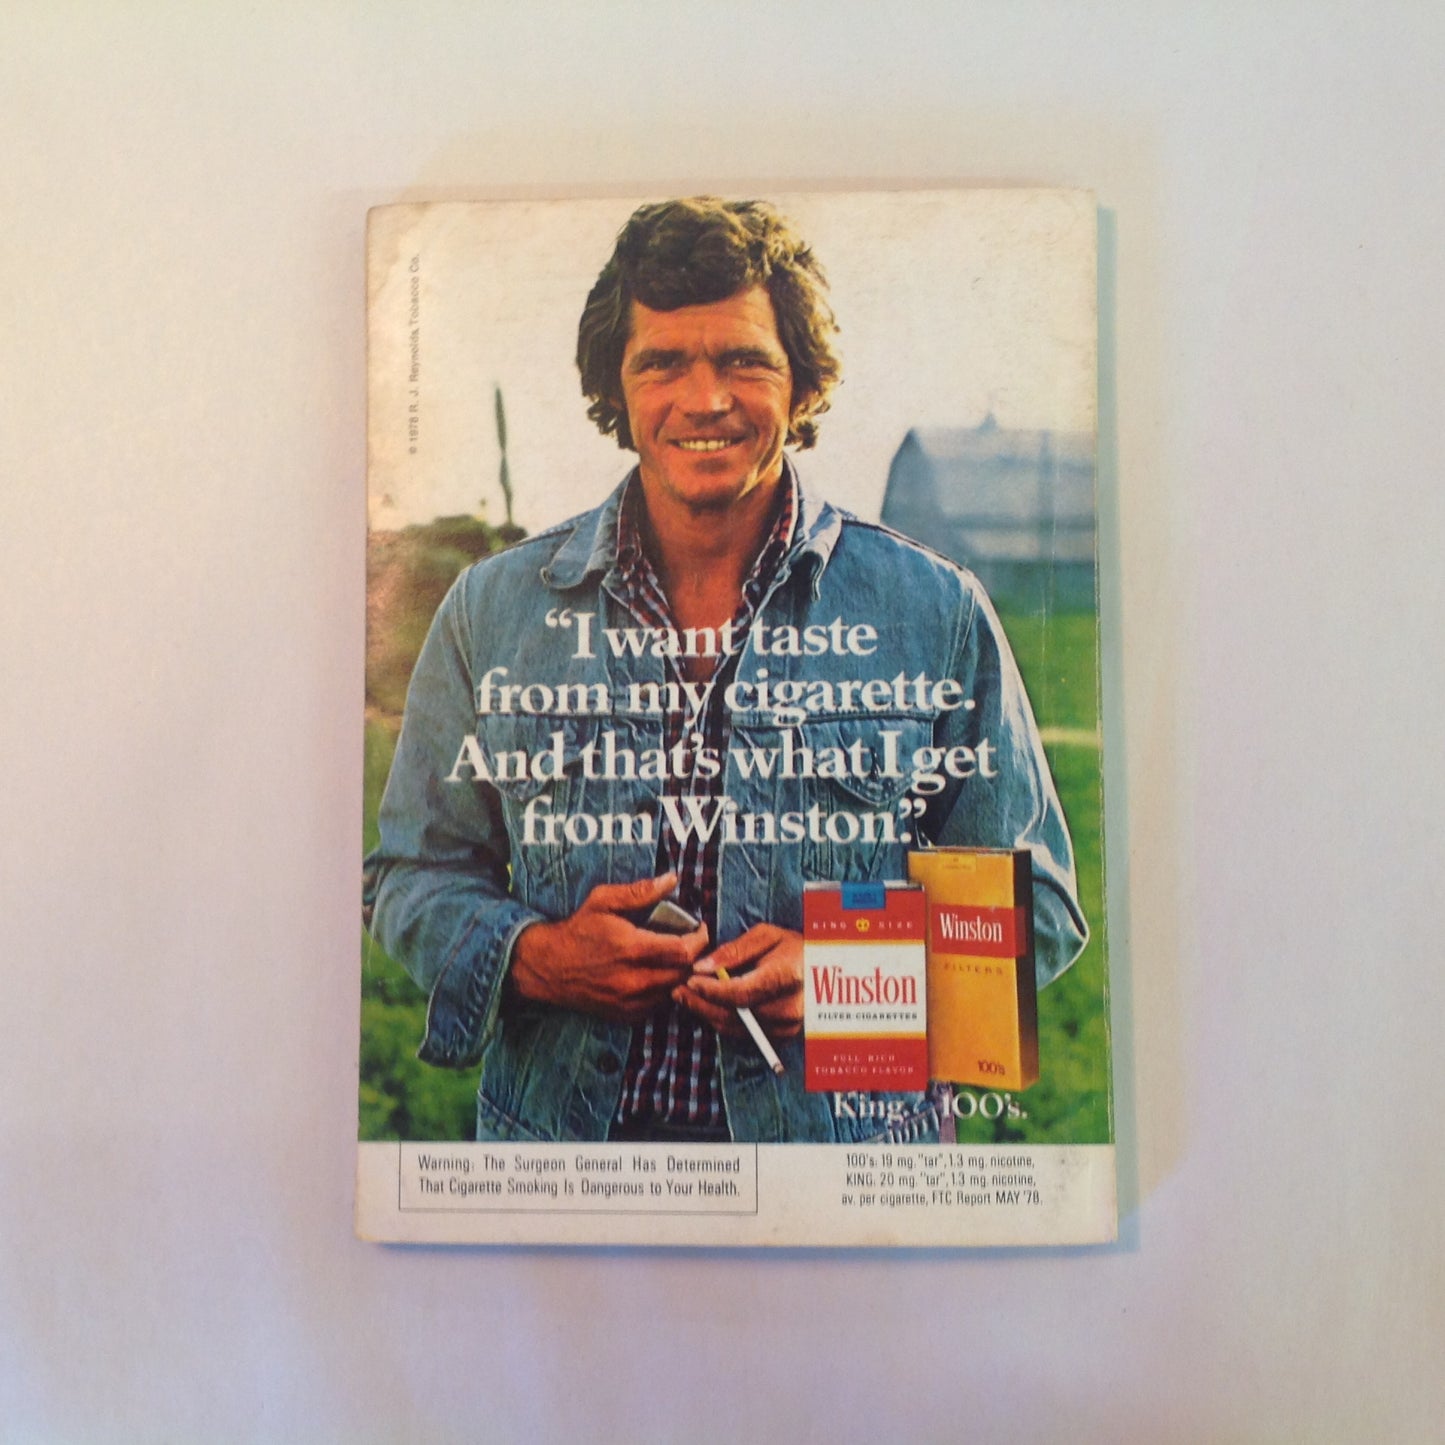 © 1978 R. J. Reynolds Tobacco Co.
“I want taste
from my cigarette.
And that's what I get
from Winston.”
KING SIZE
Winston
FILTER·CIGARETTES
FULL RICH
TOBACCO FLAVOR
Winston
FILTERS
100's
King. 100's.
Warning: The Surgeon General Has Determined
That Cigarette Smoking Is Dangerous to Your Health.
100's: 19 mg. "tar", 1.3 mg. nicotine,
KING: 20 mg. "tar", 1.3 mg. nicotine,
av. per cigarette, FTC Report MAY '78.